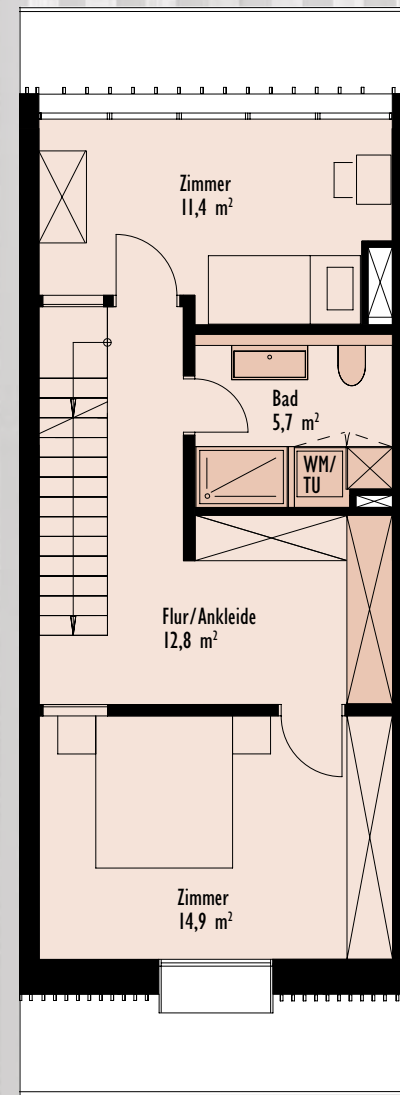 Zimmer
11,4 m²
Bad
5,7 m²
WM/
TU
Flur/Ankleide
12,8 m²
Zimmer
14,9 m²